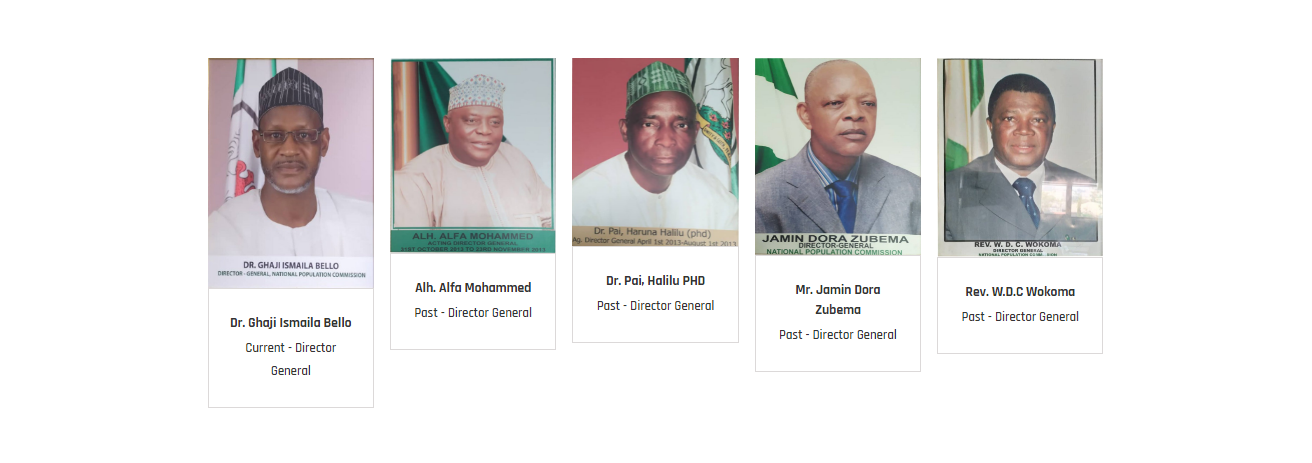 DR. GHAJI ISMAILA BELLO
DIRECTOR - GENERAL, NATIONAL POPULATION COMMISSION
Dr. Ghaji Ismaila Bello
Current - Director
General
ALH. ALFA MOHAMMED
ACTING DIRECTOR-GENERAL
21ST OCTOBER 2013 TO 23RD NOVEMBER 2013
Alh. Alfa Mohammed
Past - Director General
Dr. Pai, Haruna Halilu (phd)
Ag. Director General April 1st 2013-August 1st 2013
Dr. Pai, Halilu PHD
Past - Director General
JAMIN DORA ZUBEMA
DIRECTOR-GENERAL
NATIONAL POPULATION COMMISSION
Mr. Jamin Dora
Zubema
Past - Director General
REV. W. D. C. WOKOMA
DIRECTOR GENERAL
NATIONAL POPULATION
Rev. W.D.C Wokoma
Past - Director General